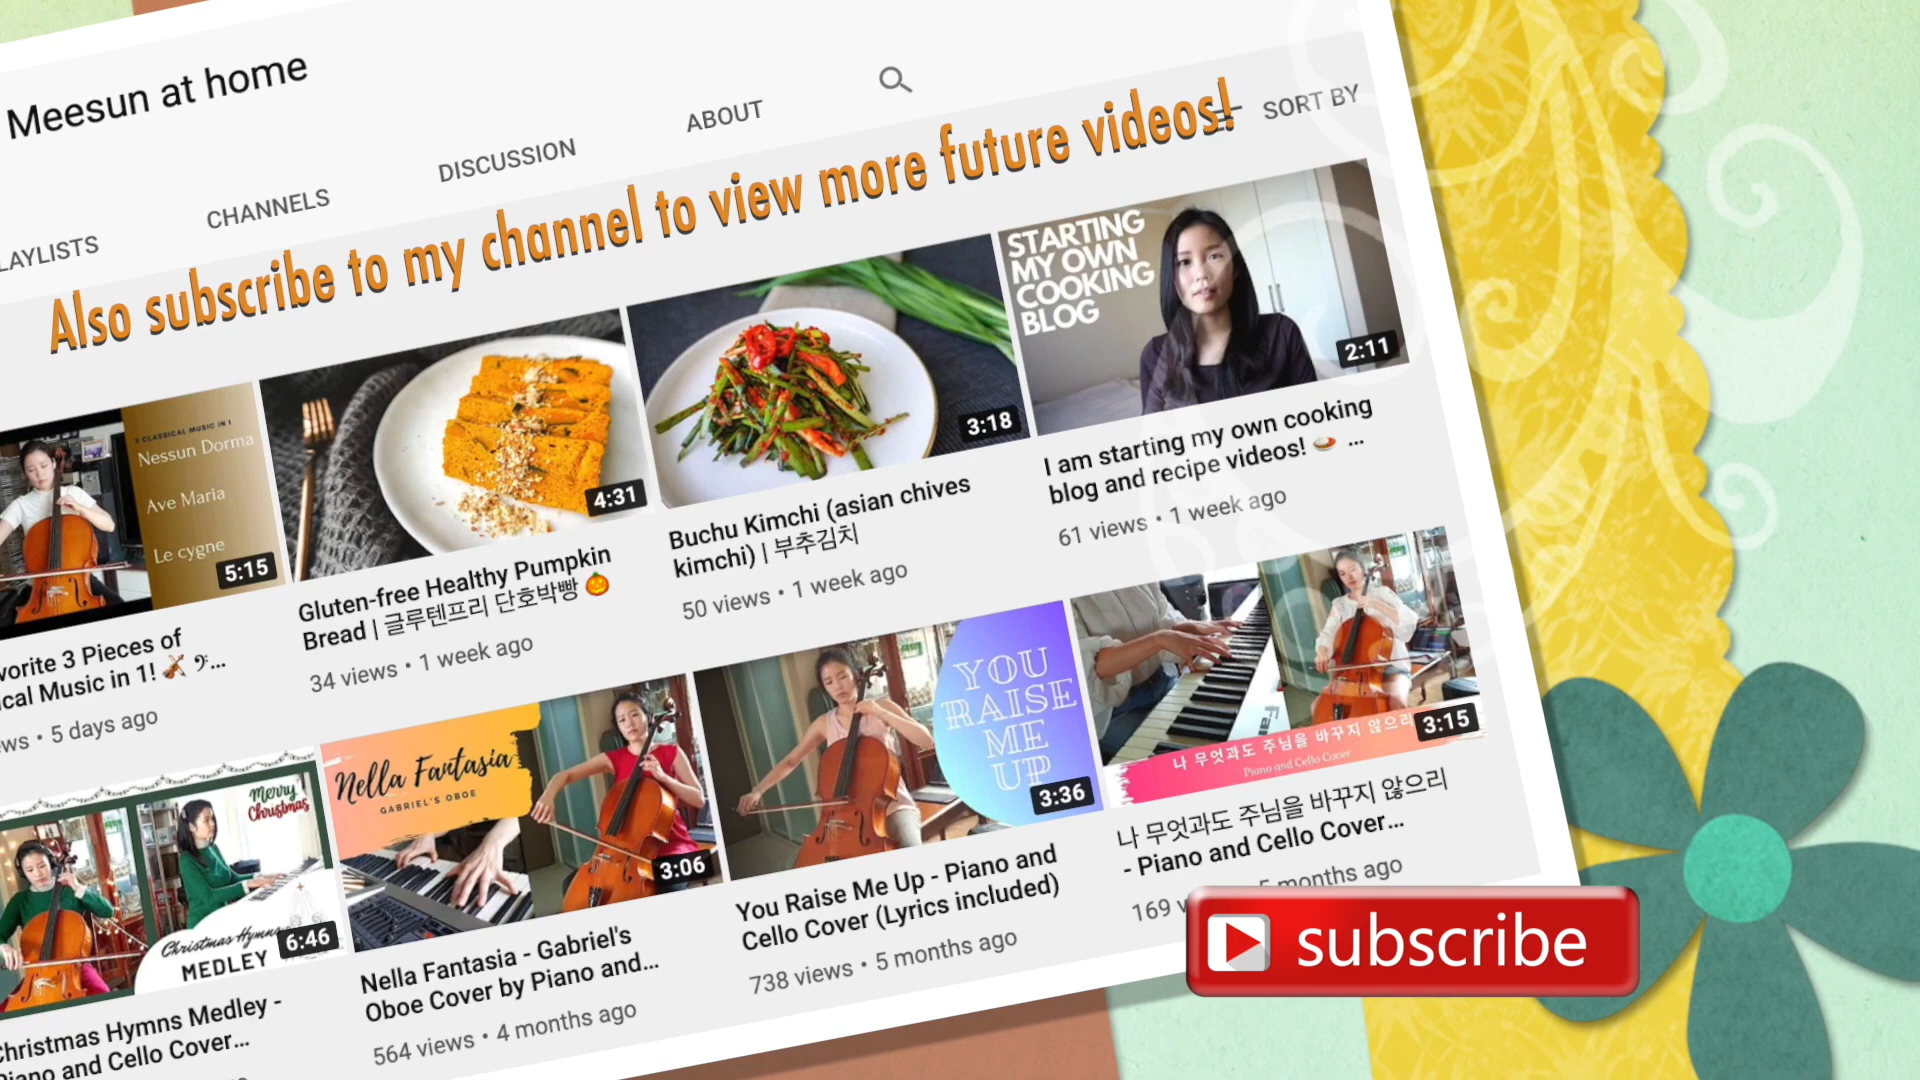 Meesun at home
CHANNELS
DISCUSSION
ABOUT
SORT BY
Also subscribe to my channel to view more future videos!
3 CLASSICAL MUSIC IN 1
Nessun Dorma
Ave Maria
Le cygne
5:15
3 Pieces of
Music in 1! 🎻 𝄢...
• 5 days ago
4:31
Gluten-free Healthy Pumpkin
Bread | 글루텐프리 단호박빵 🎃
34 views • 1 week ago
3:18
Buchu Kimchi (asian chives
kimchi) | 부추김치
50 views • 1 week ago
STARTING
MY OWN
COOKING
BLOG
2:11
I am starting my own cooking
blog and recipe videos! 🍛 ...
61 views • 1 week ago
Merry
Christmas
Christmas Hymns
MEDLEY
6:46
Christmas Hymns Medley -
Piano and Cello Cover...
Nella Fantasia
GABRIEL'S OBOE
3:06
Nella Fantasia - Gabriel's
Oboe Cover by Piano and...
564 views • 4 months ago
YOU
RAISE
ME
UP
3:36
You Raise Me Up - Piano and
Cello Cover (Lyrics included)
738 views • 5 months ago
나 무엇과도 주님을 바꾸지 않으리
Piano and Cello Cover
3:15
나 무엇과도 주님을 바꾸지 않으리
- Piano and Cello Cover...
169
5 months ago
subscribe